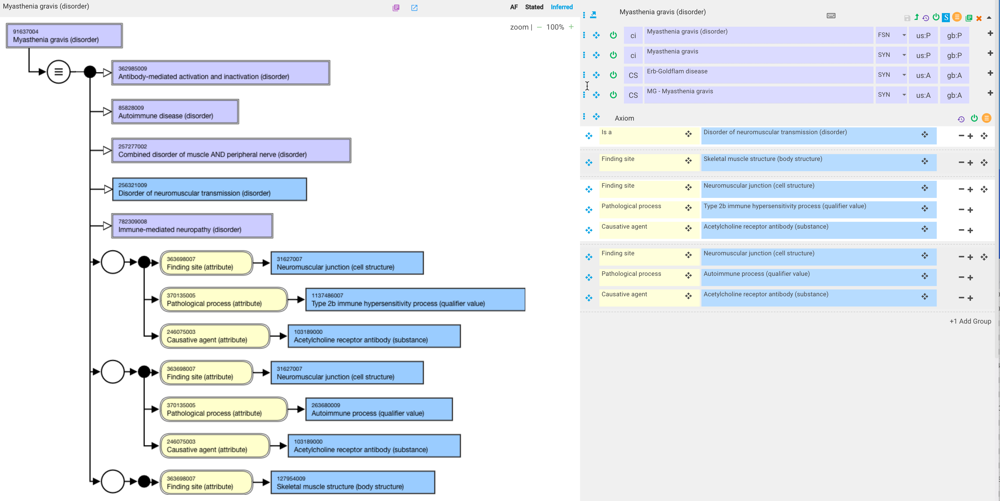 Myasthenia gravis (disorder)
AF Stated Inferred
zoom | − 100% +
91637004
Myasthenia gravis (disorder)
362985009
Antibody-mediated activation and inactivation (disorder)
85828009
Autoimmune disease (disorder)
257277002
Combined disorder of muscle AND peripheral nerve (disorder)
256321009
Disorder of neuromuscular transmission (disorder)
782309008
Immune-mediated neuropathy (disorder)
363698007
Finding site (attribute)
31627007
Neuromuscular junction (cell structure)
370135005
Pathological process (attribute)
1137486007
Type 2b immune hypersensitivity process (qualifier value)
246075003
Causative agent (attribute)
103189000
Acetylcholine receptor antibody (substance)
363698007
Finding site (attribute)
31627007
Neuromuscular junction (cell structure)
370135005
Pathological process (attribute)
263680009
Autoimmune process (qualifier value)
246075003
Causative agent (attribute)
103189000
Acetylcholine receptor antibody (substance)
363698007
Finding site (attribute)
127954009
Skeletal muscle structure (body structure)
Myasthenia gravis (disorder)
S
ci Myasthenia gravis (disorder) FSN us:P gb:P
ci Myasthenia gravis SYN us:P gb:P
CS Erb-Goldflam disease SYN us:A gb:A
CS MG - Myasthenia gravis SYN us:A gb:A
Axiom
Is a Disorder of neuromuscular transmission (disorder)
Finding site Skeletal muscle structure (body structure)
Finding site Neuromuscular junction (cell structure)
Pathological process Type 2b immune hypersensitivity process (qualifier value)
Causative agent Acetylcholine receptor antibody (substance)
Finding site Neuromuscular junction (cell structure)
Pathological process Autoimmune process (qualifier value)
Causative agent Acetylcholine receptor antibody (substance)
+1 Add Group